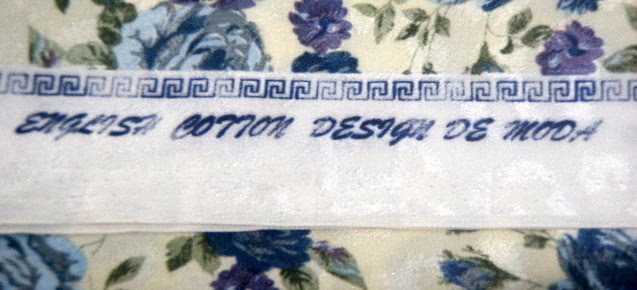 ENGLISH COTTON DESIGN DE MODA